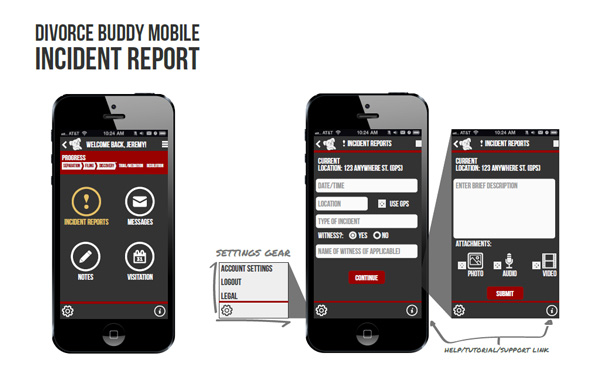 DIVORCE BUDDY MOBILE
INCIDENT REPORT
AT&T 10:24 AM
WELCOME BACK, JEREMY!
PROGRESS
SEPARATION FILING DISCOVERY TRIAL/MEDIATION RESOLUTION
INCIDENT REPORTS MESSAGES
31
NOTES VISITATION
SETTINGS GEAR
ACCOUNT SETTINGS
LOGOUT
LEGAL
AT&T 10:24 AM
! INCIDENT REPORTS
CURRENT
LOCATION: 123 ANYWHERE ST. (GPS)
DATE/TIME
LOCATION USE GPS
TYPE OF INCIDENT
WITNESS?: YES NO
NAME OF WITNESS OF APPLICABLE)
CONTINUE
AT&T 10:24 AM
! INCIDENT REPORTS
CURRENT
LOCATION: 123 ANYWHERE ST. (GPS)
ENTER BRIEF DESCRIPTION
ATTACHMENTS:
PHOTO AUDIO VIDEO
SUBMIT
HELP/TUTORIAL/SUPPORT LINK